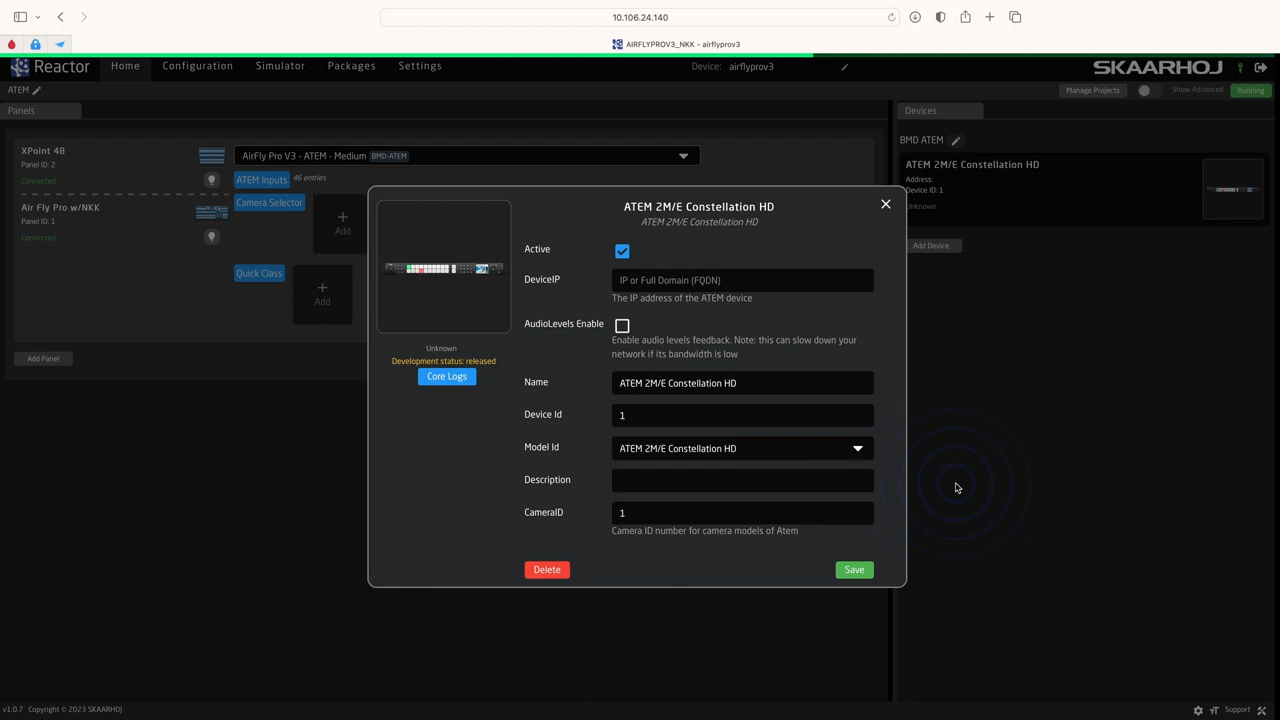 10.106.24.140
AIRFLYPROV3_NKK – airflyprov3
Reactor
Home
Configuration
Simulator
Packages
Settings
Device: airflyprov3
SKAARHOJ
ATEM
Manage Projects
Show Advanced
Running
Panels
Devices
XPoint 48
Panel ID: 2
Connected
AirFly Pro V3 - ATEM - Medium BMD-ATEM
ATEM Inputs 46 entries
Camera Selector
Add
Air Fly Pro w/NKK
Panel ID: 1
Connected
Quick Class
Add
Add Panel
BMD ATEM
ATEM 2M/E Constellation HD
Address:
Device ID: 1
Unknown
Add Device
ATEM 2M/E Constellation HD
ATEM 2M/E Constellation HD
Active
DeviceIP
IP or Full Domain (FQDN)
The IP address of the ATEM device
AudioLevels Enable
Enable audio levels feedback. Note: this can slow down your
network if its bandwidth is low
Unknown
Development status: released
Core Logs
Name
ATEM 2M/E Constellation HD
Device Id
1
Model Id
ATEM 2M/E Constellation HD
Description
CameraID
1
Camera ID number for camera models of Atem
Delete
Save
v1.0.7 Copyright © 2023 SKAARHOJ
Support